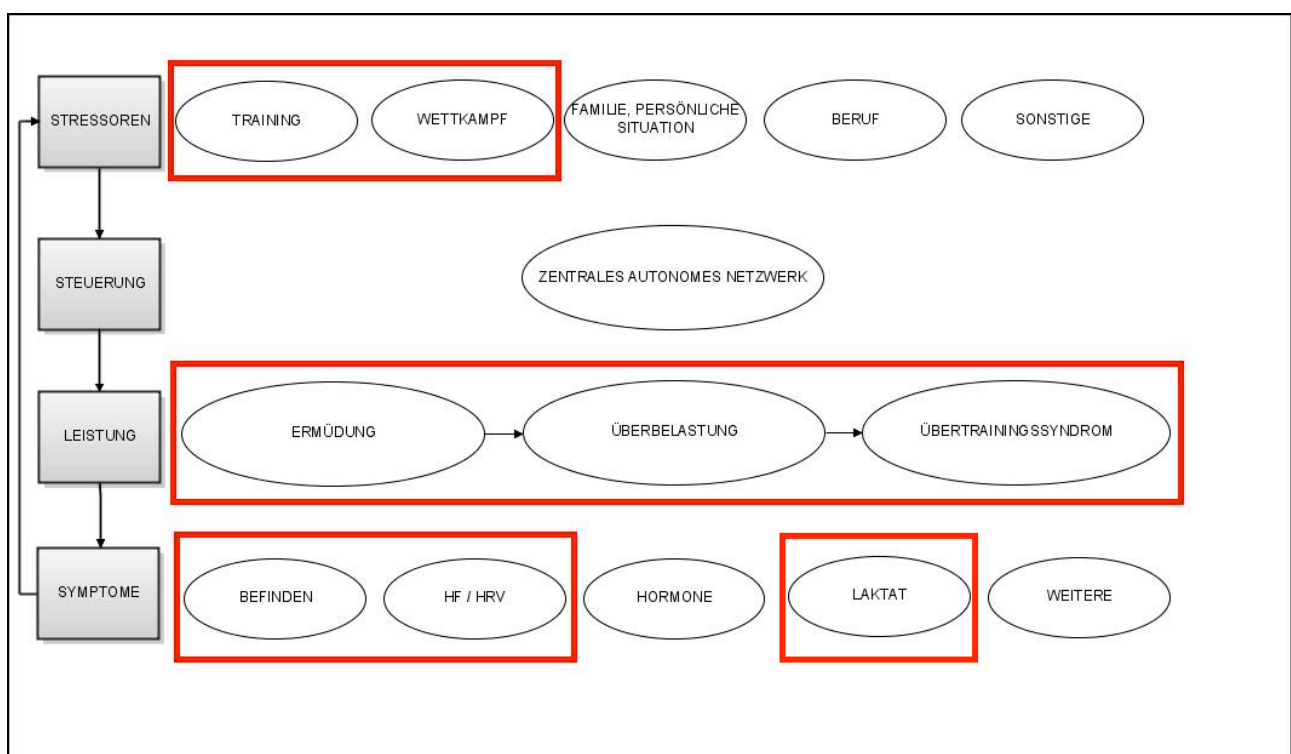 STRESSOREN
TRAINING
WETTKAMPF
FAMILIE, PERSÖNLICHE
SITUATION
BERUF
SONSTIGE
STEUERUNG
ZENTRALES AUTONOMES NETZWERK
LEISTUNG
ERMÜDUNG
ÜBERBELASTUNG
ÜBERTRAININGSSYNDROM
SYMPTOME
BEFINDEN
HF / HRV
HORMONE
LAKTAT
WEITERE